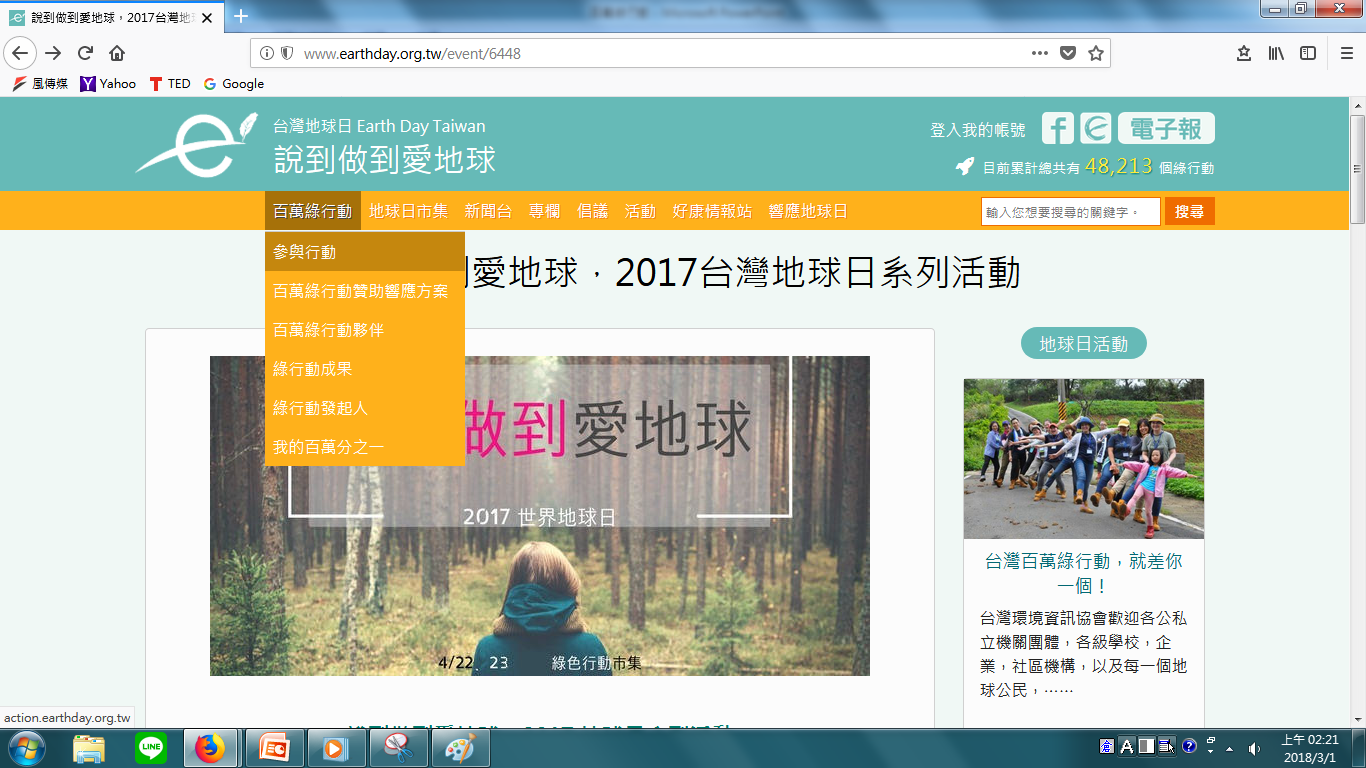 說到做到愛地球，2017台灣地
www.earthday.org.tw/event/6448
風傳媒 Yahoo TED Google
台灣地球日 Earth Day Taiwan
說到做到愛地球
登入我的帳號 電子報
目前累計總共有 48,213 個綠行動
百萬綠行動 地球日市集 新聞台 專欄 倡議 活動 好康情報站 響應地球日
輸入您想要搜尋的關鍵字。 搜尋
參與行動
百萬綠行動贊助響應方案
百萬綠行動夥伴
綠行動成果
綠行動發起人
我的百萬分之一
愛地球，2017台灣地球日系列活動
做到愛地球
2017 世界地球日
4/22、23 綠色行動市集
地球日活動
台灣百萬綠行動，就差你
一個！
台灣環境資訊協會歡迎各公私
立機關團體，各級學校，企
業，社區機構，以及每一個地
球公民，……
action.earthday.org.tw
LINE
上午 02:21
2018/3/1